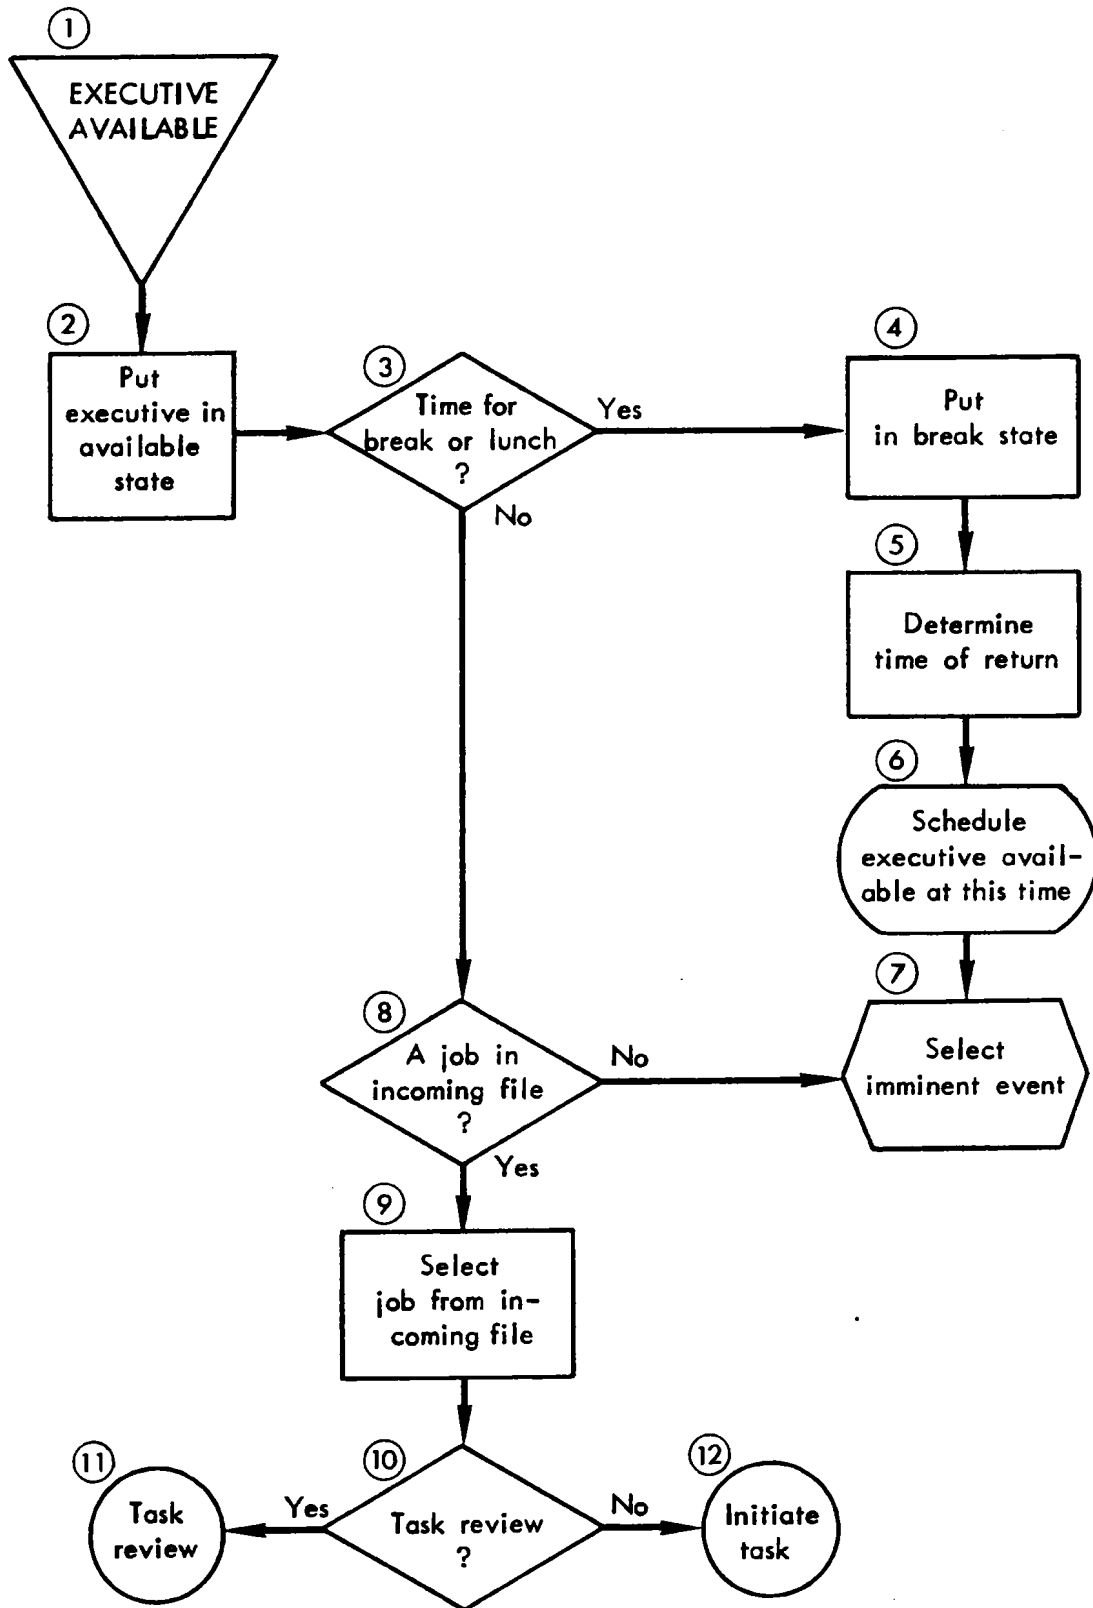 1
EXECUTIVE
AVAILABLE
2
Put
executive in
available
state
3
Time for
break or lunch
?
Yes
No
4
Put
in break state
5
Determine
time of return
6
Schedule
executive avail-
able at this time
7
Select
imminent event
8
A job in
incoming file
?
No
Yes
9
Select
job from in-
coming file
10
Task review
?
Yes
No
11
Task
review
12
Initiate
task